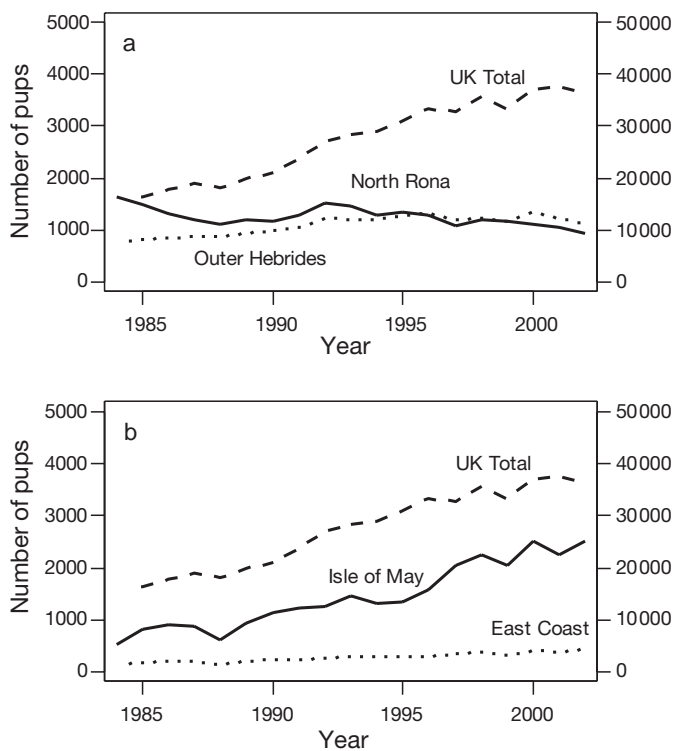 a
5000
4000
3000
2000
1000
0
50000
40000
30000
20000
10000
0
Number of pups
UK Total
North Rona
Outer Hebrides
1985 1990 1995 2000
Year
b
5000
4000
3000
2000
1000
0
50000
40000
30000
20000
10000
0
Number of pups
UK Total
Isle of May
East Coast
1985 1990 1995 2000
Year